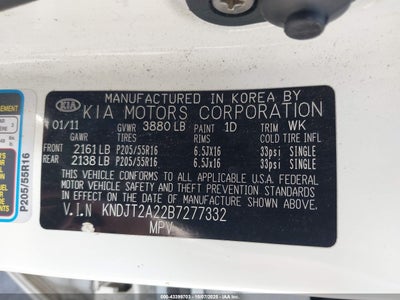 MANUFACTURED IN KOREA BY
KIA KIA MOTORS CORPORATION
01/11 GVWR 3880 LB PAINT 1D TRIM WK
GAWR TIRES RIMS COLD TIRE INFL
FRONT 2161 LB P205/55R16 6.5Jx16 33psi SINGLE
REAR 2138 LB P205/55R16 6.5Jx16 33psi SINGLE
THIS VEHICLE CONFORMS TO ALL APPLICABLE U.S.A. FEDERAL
MOTOR VEHICLE SAFETY STANDARDS IN EFFECT ON THE
DATE OF MANUFACTURE SHOWN ABOVE.
V.I.N KNDJT2A22B7277332
MPV
P205/55R16